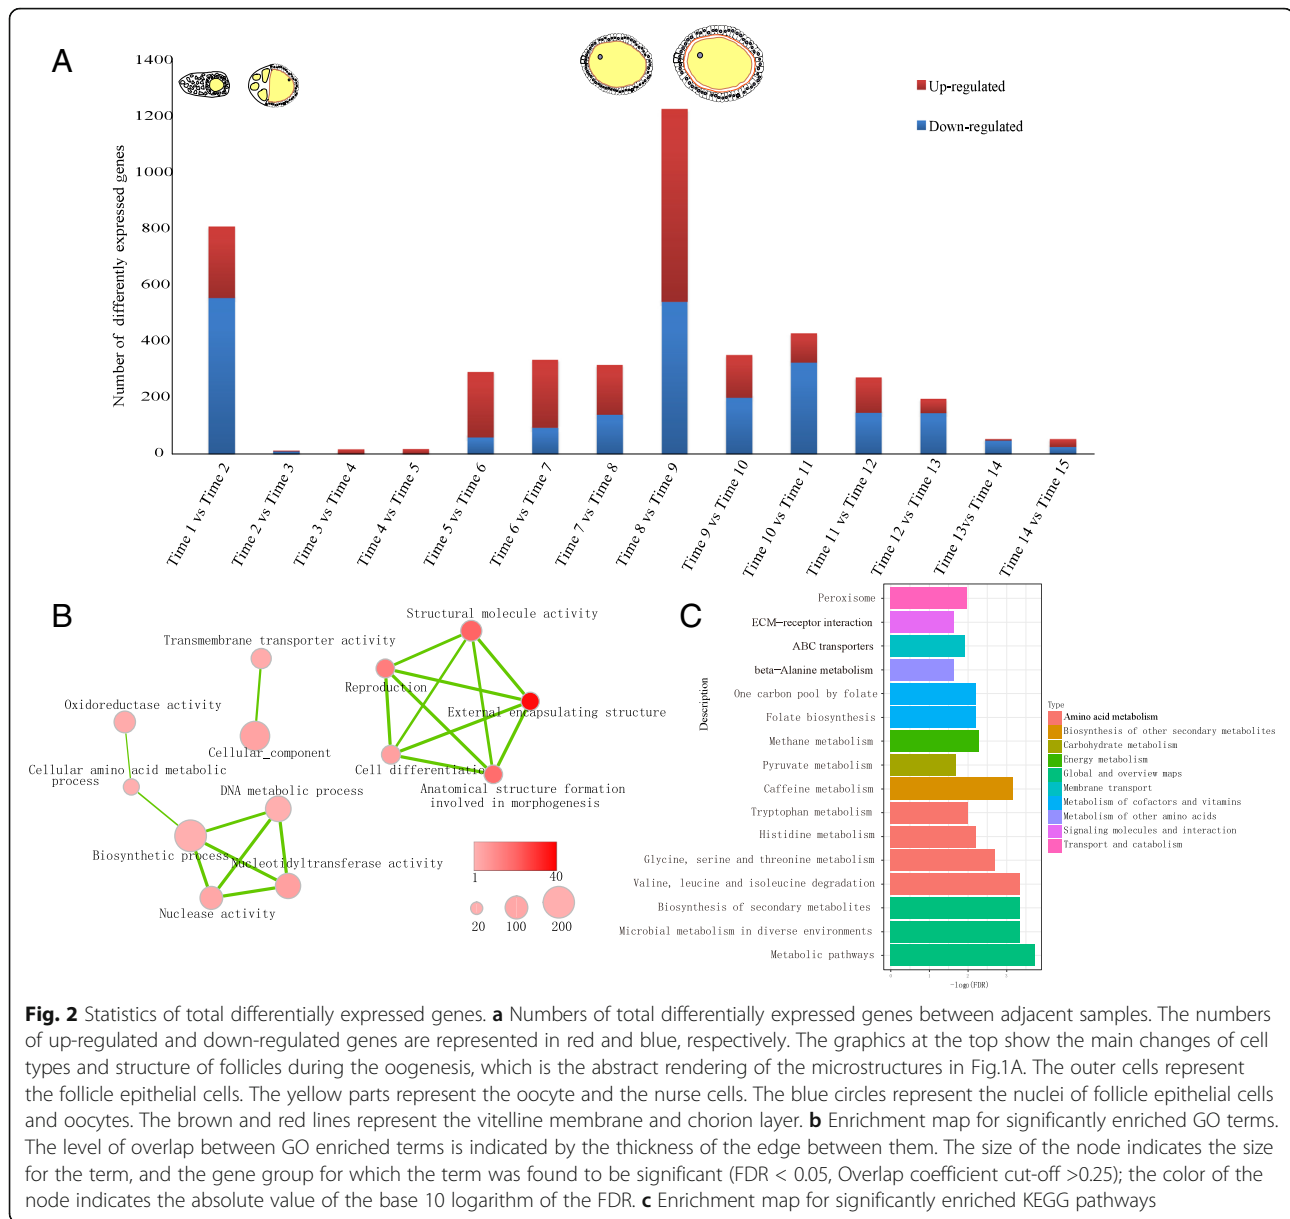 A
1400
1200
1000
800
600
400
200
0
Number of differently expressed genes
Up-regulated
Down-regulated
Time 1 vs Time 2
Time 2 vs Time 3
Time 3 vs Time 4
Time 4 vs Time 5
Time 5 vs Time 6
Time 6 vs Time 7
Time 7 vs Time 8
Time 8 vs Time 9
Time 9 vs Time 10
Time 10 vs Time 11
Time 11 vs Time 12
Time 12 vs Time 13
Time 13vs Time 14
Time 14 vs Time 15
B
Structural molecule activity
Transmembrane transporter activity
Reproduction
Oxidoreductase activity
External encapsulating structure
Cellular_component
Cellular amino acid metabolic
process
Cell differentiatio
DNA metabolic process
Anatomical structure formation
involved in morphogenesis
Biosynthetic process
Nucleotidyltransferase activity
Nuclease activity
1
40
20
100
200
C
Description
Peroxisome
ECM−receptor interaction
ABC transporters
beta−Alanine metabolism
One carbon pool by folate
Folate biosynthesis
Methane metabolism
Pyruvate metabolism
Caffeine metabolism
Tryptophan metabolism
Histidine metabolism
Glycine, serine and threonine metabolism
Valine, leucine and isoleucine degradation
Biosynthesis of secondary metabolites
Microbial metabolism in diverse environments
Metabolic pathways
0 1 2 3
−logo(FDR)
Type
Amino acid metabolism
Biosynthesis of other secondary metabolites
Carbohydrate metabolism
Energy metabolism
Global and overview maps
Membrane transport
Metabolism of cofactors and vitamins
Metabolism of other amino acids
Signaling molecules and interaction
Transport and catabolism
Fig. 2 Statistics of total differentially expressed genes. a Numbers of total differentially expressed genes between adjacent samples. The numbers
of up-regulated and down-regulated genes are represented in red and blue, respectively. The graphics at the top show the main changes of cell
types and structure of follicles during the oogenesis, which is the abstract rendering of the microstructures in Fig.1A. The outer cells represent
the follicle epithelial cells. The yellow parts represent the oocyte and the nurse cells. The blue circles represent the nuclei of follicle epithelial cells
and oocytes. The brown and red lines represent the vitelline membrane and chorion layer. b Enrichment map for significantly enriched GO terms.
The level of overlap between GO enriched terms is indicated by the thickness of the edge between them. The size of the node indicates the size
for the term, and the gene group for which the term was found to be significant (FDR < 0.05, Overlap coefficient cut-off >0.25); the color of the
node indicates the absolute value of the base 10 logarithm of the FDR. c Enrichment map for significantly enriched KEGG pathways